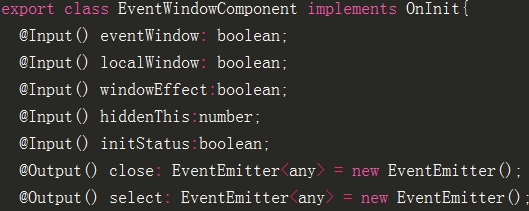 export class EventWindowComponent implements OnInit{
@Input() eventWindow: boolean;
@Input() localWindow: boolean;
@Input() windowEffect:boolean;
@Input() hiddenThis:number;
@Input() initStatus:boolean;
@Output() close: EventEmitter<any> = new EventEmitter();
@Output() select: EventEmitter<any> = new EventEmitter();